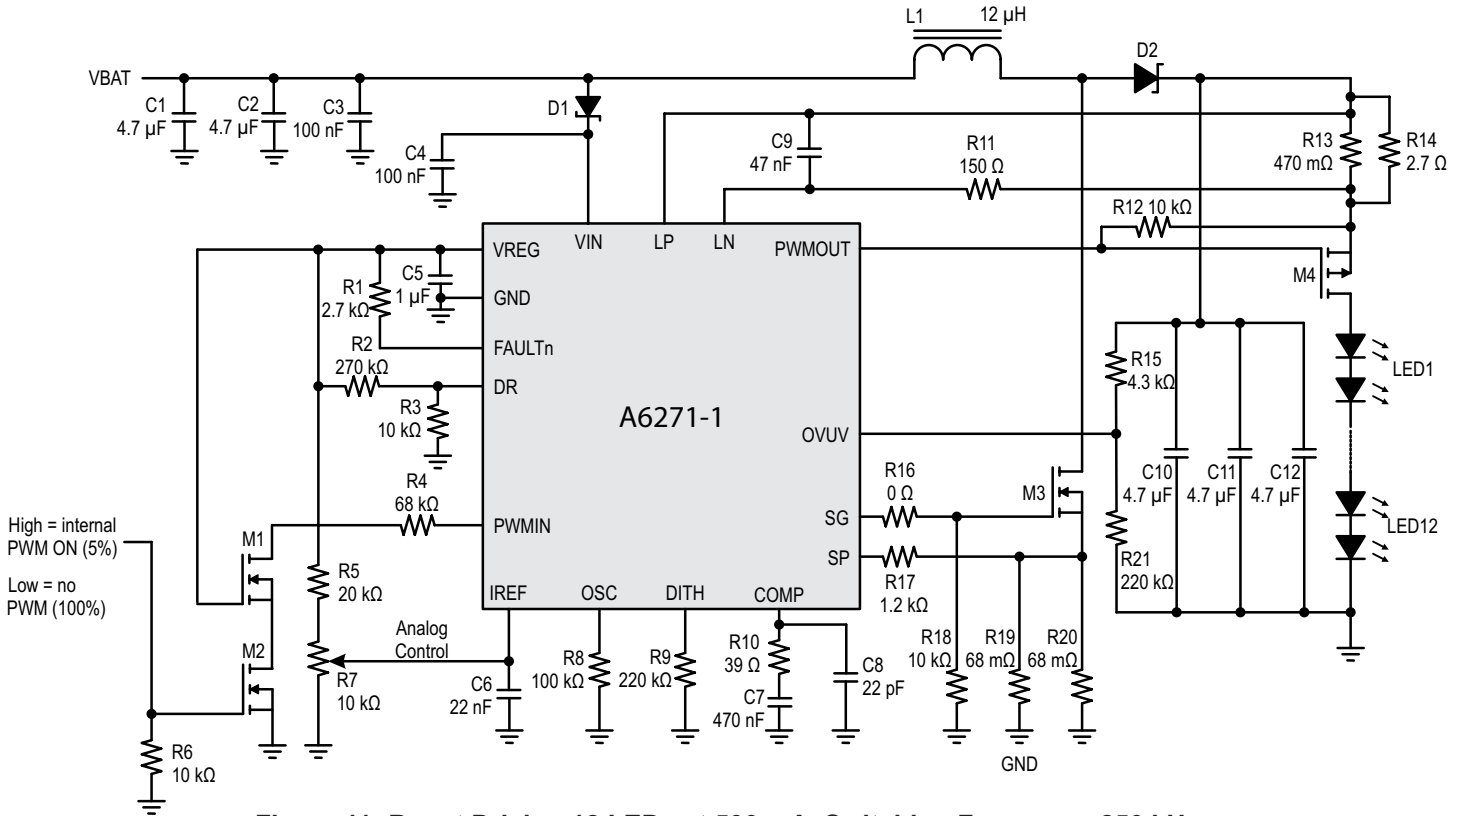 L1 12 µH
D2
VBAT
C1
4.7 µF
C2
4.7 µF
C3
100 nF
D1
C4
100 nF
C9
47 nF
R11
150 Ω
R13
470 mΩ
R14
2.7 Ω
R12 10 kΩ
M4
VIN
LP
LN
PWMOUT
VREG
C5
1 µF
GND
R1
2.7 kΩ
FAULTn
R2
270 kΩ
DR
R3
10 kΩ
A6271-1
OVUV
R15
4.3 kΩ
LED1
LED12
C10
4.7 µF
C11
4.7 µF
C12
4.7 µF
R4
68 kΩ
PWMIN
R16
0 Ω
SG
M3
SP
R17
1.2 kΩ
R21
220 kΩ
High = internal
PWM ON (5%)
Low = no
PWM (100%)
M1
M2
R5
20 kΩ
IREF
OSC
DITH
COMP
Analog
Control
R7
10 kΩ
C6
22 nF
R8
100 kΩ
R9
220 kΩ
R10
39 Ω
C7
470 nF
C8
22 pF
R18
10 kΩ
R19
68 mΩ
R20
68 mΩ
GND
R6
10 kΩ